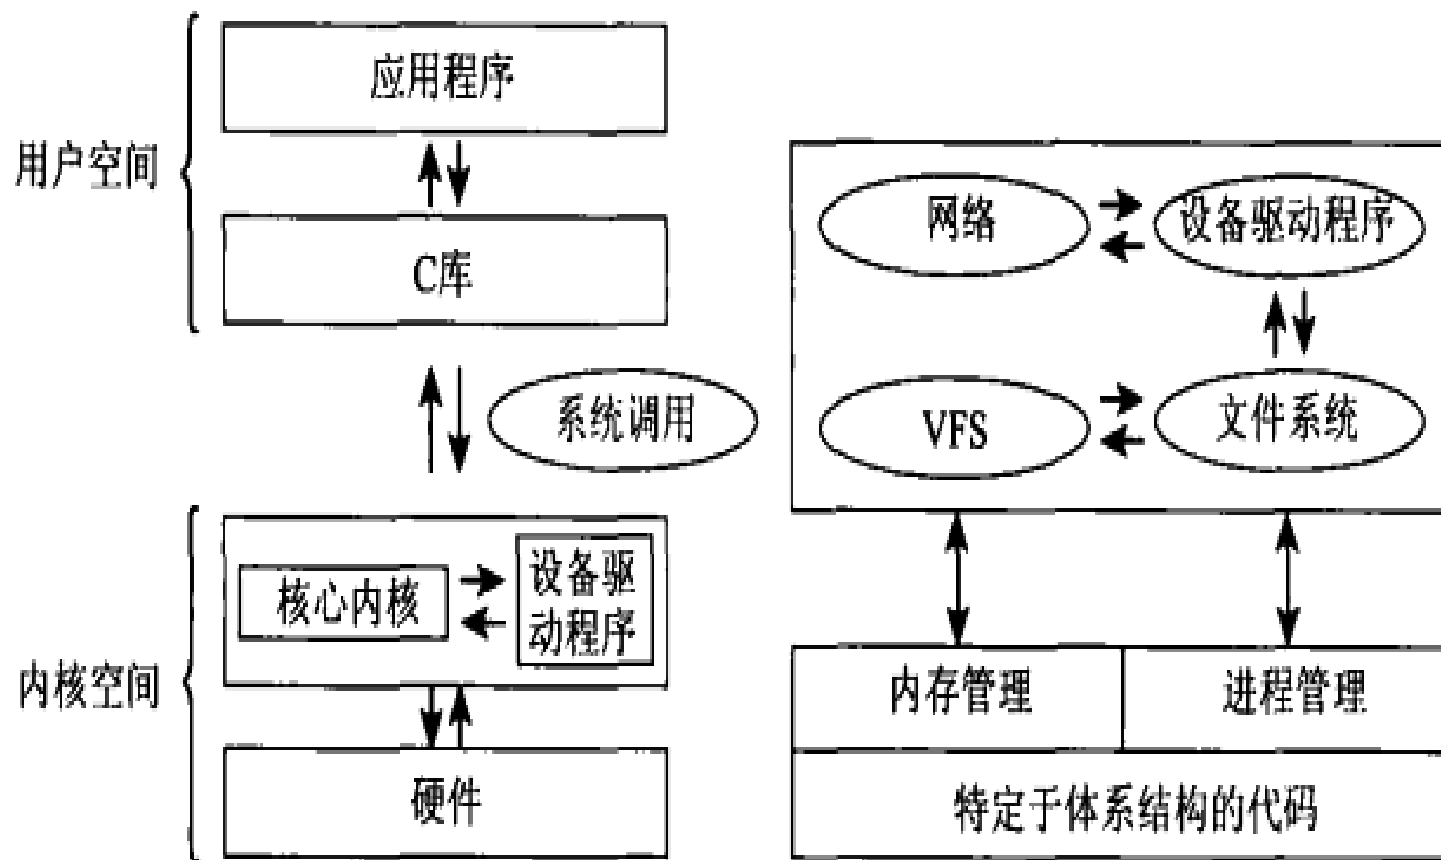 应用程序
用户空间
C库
系统调用
核心内核
设备驱
动程序
内核空间
硬件
网络
设备驱动程序
VFS
文件系统
内存管理
进程管理
特定于体系结构的代码